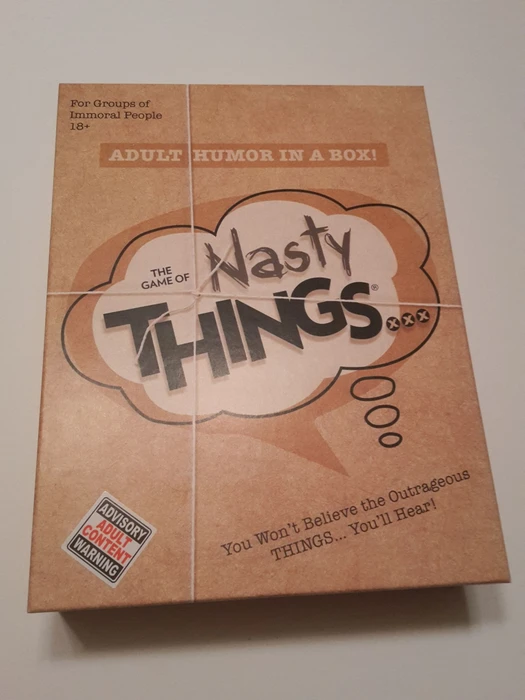 For Groups of
Immoral People
18+
ADULT HUMOR IN A BOX!
THE
GAME OF
Nasty
THINGS®...
xxx
ADVISORY
ADULT
CONTENT
WARNING
You Won't Believe the Outrageous
THINGS... You'll Hear!